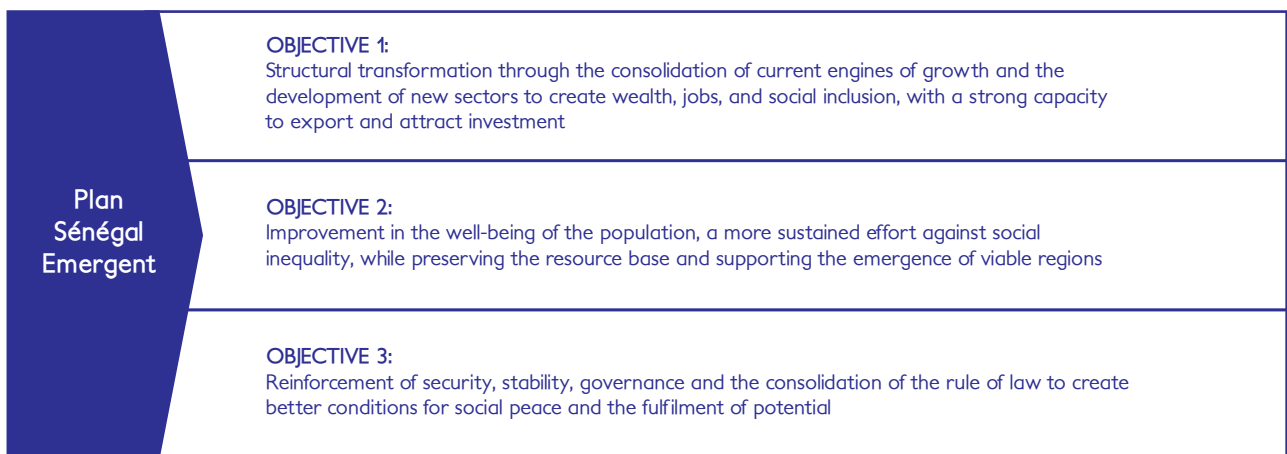 Plan
Sénégal
Emergent
OBJECTIVE 1:
Structural transformation through the consolidation of current engines of growth and the
development of new sectors to create wealth, jobs, and social inclusion, with a strong capacity
to export and attract investment
OBJECTIVE 2:
Improvement in the well-being of the population, a more sustained effort against social
inequality, while preserving the resource base and supporting the emergence of viable regions
OBJECTIVE 3:
Reinforcement of security, stability, governance and the consolidation of the rule of law to create
better conditions for social peace and the fulfilment of potential